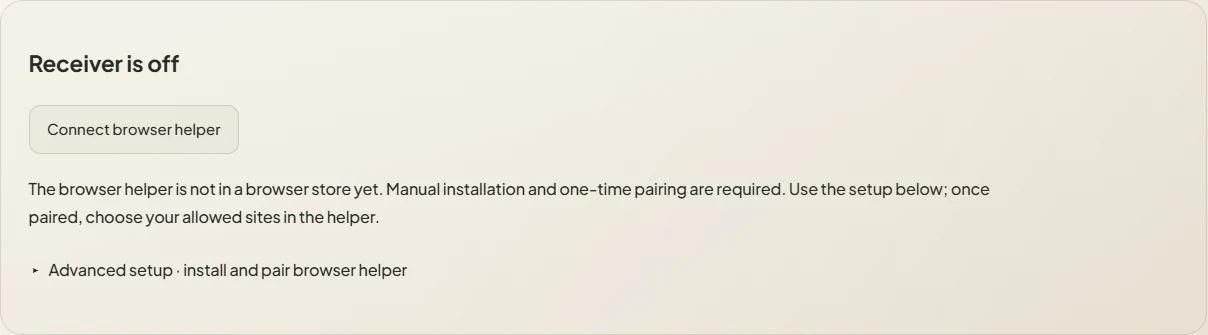 Receiver is off
Connect browser helper
The browser helper is not in a browser store yet. Manual installation and one-time pairing are required. Use the setup below; once
paired, choose your allowed sites in the helper.
Advanced setup · install and pair browser helper